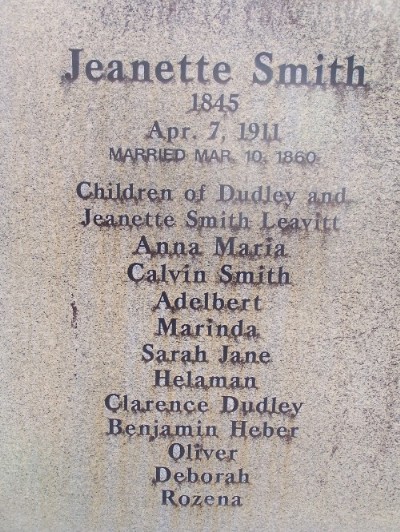 Jeanette Smith
1845
Apr. 7, 1911
MARRIED MAR. 10, 1860
Children of Dudley and
Jeanette Smith Leavitt
Anna Maria
Calvin Smith
Adelbert
Marinda
Sarah Jane
Helaman
Clarence Dudley
Benjamin Heber
Oliver
Deborah
Rozena